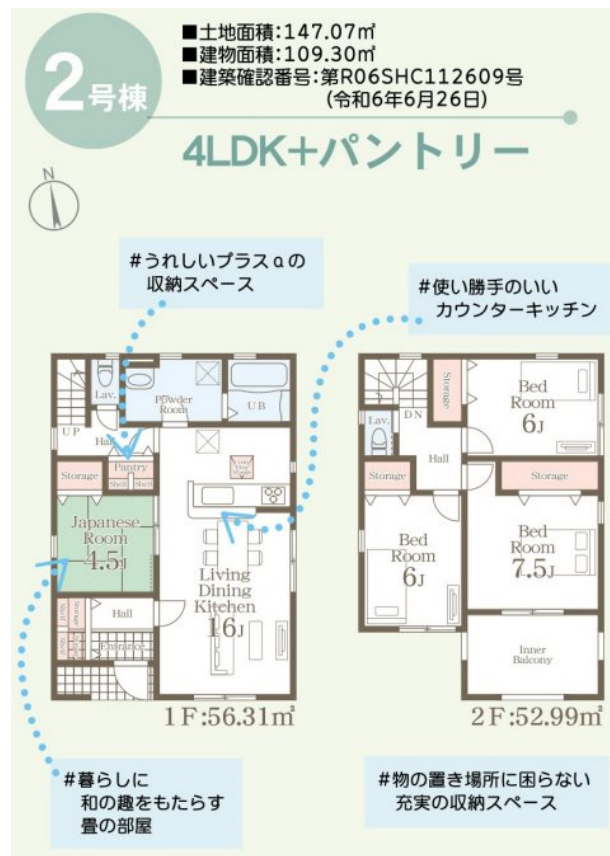 2号棟
■土地面積:147.07㎡
■建物面積:109.30㎡
■建築確認番号:第R06SHC112609号
(令和6年6月26日)
4LDK+パントリー
N
#うれしいプラスαの
収納スペース
#使い勝手のいい
カウンターキッチン
Lav.
Powder
Room
UB
UP
Hall
Storage
Pantry
Shelf
Shelf
Japanese
Room
4.5J
Living
Dining
Kitchen
16J
Shelf
Storage
Shelf
Hall
Entrance
1F:56.31㎡
Storage
Bed
Room
6J
Lav.
DN
Hall
Storage
Storage
Bed
Room
6J
Bed
Room
7.5J
Inner
Balcony
2F:52.99㎡
#暮らしに
和の趣をもたらす
畳の部屋
#物の置き場所に困らない
充実の収納スペース